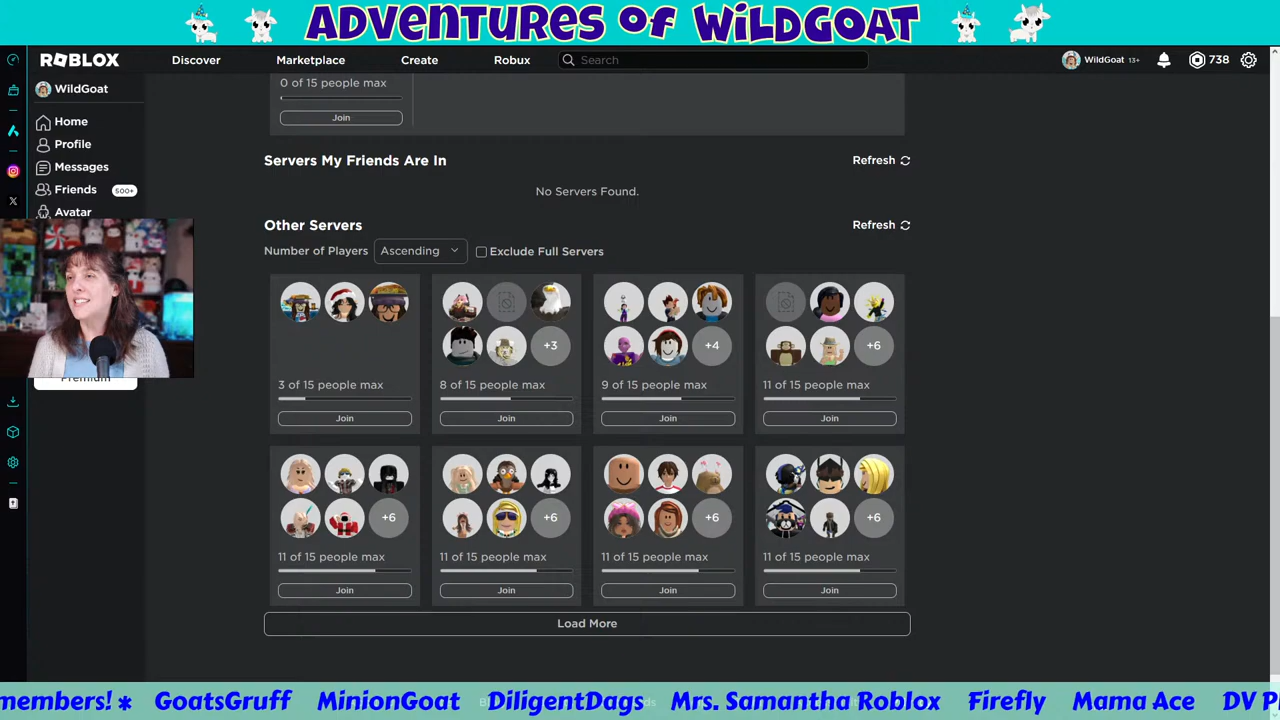 ADVENTURES OF WILDGOAT
ROBLOX Discover Marketplace Create Robux Search WildGoat 13+ 738
WildGoat
Home
Profile
Messages
Friends 500+
Avatar
Premium
0 of 15 people max
Join
Servers My Friends Are In Refresh
No Servers Found.
Other Servers Refresh
Number of Players Ascending Exclude Full Servers
+3 +4 +6
3 of 15 people max 8 of 15 people max 9 of 15 people max 11 of 15 people max
Join Join Join Join
+6 +6 +6 +6
11 of 15 people max 11 of 15 people max 11 of 15 people max 11 of 15 people max
Join Join Join Join
Load More
members! * GoatsGruff MinionGoat DiligentDags Mrs. Samantha Roblox Firefly Mama Ace DV